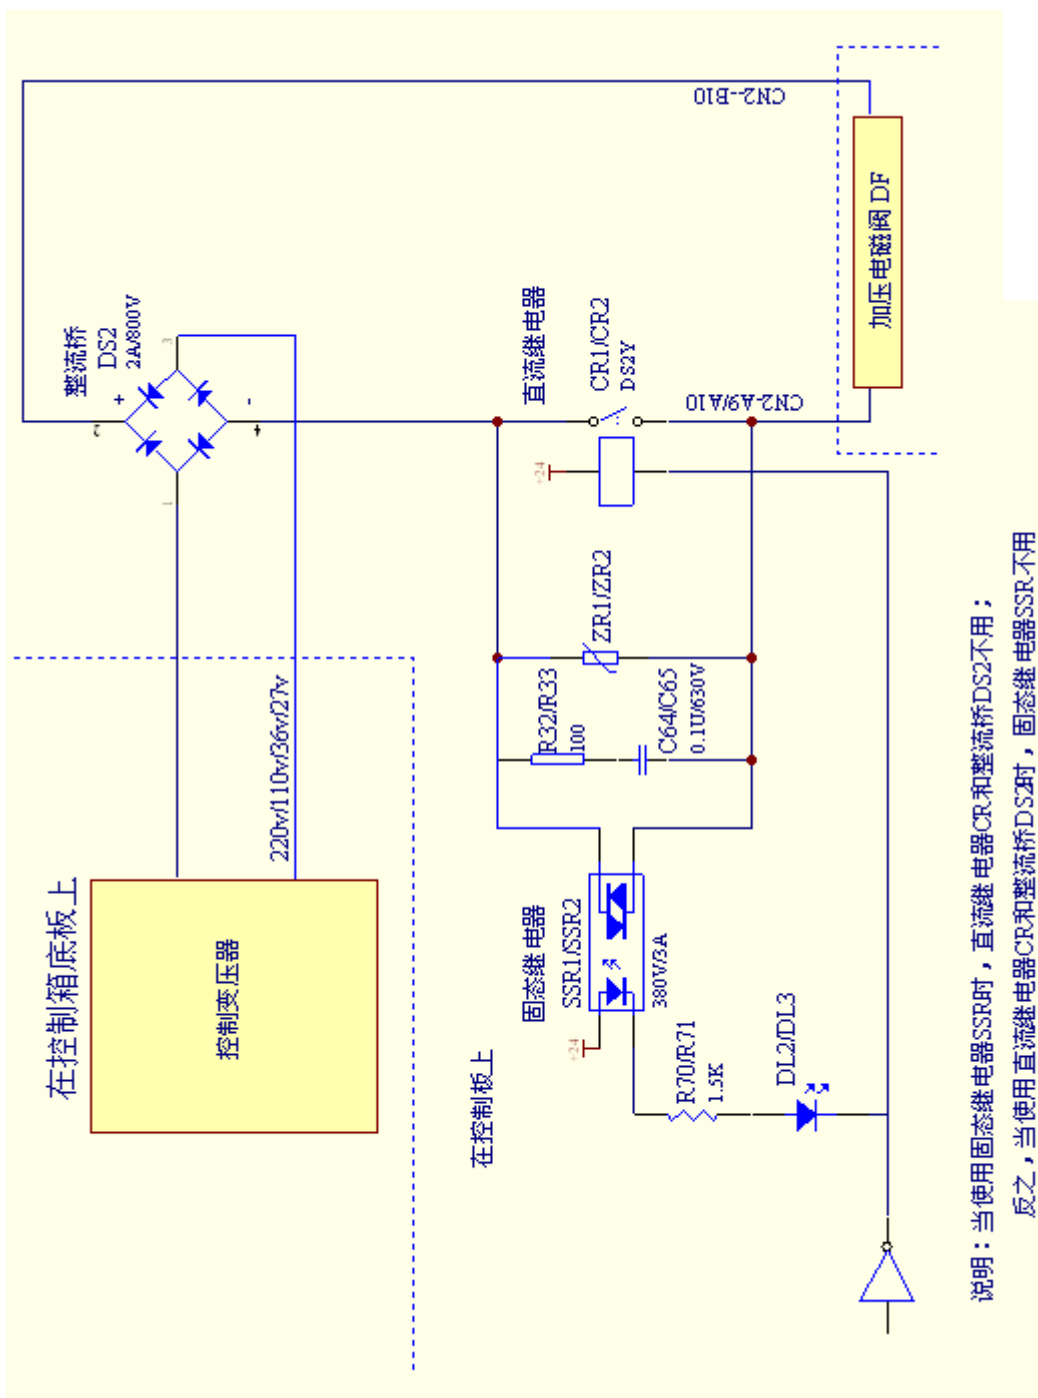 在控制箱底板上
控制变压器
220v/110v/36v/27v
整流桥
DS2
2A/800V
1
2
3
4
+
-
CN2--B10
加压电磁阀 DF
CN2-A9/A10
直流继电器
CR1/CR2
DS2Y
+24
ZR1/ZR2
R32/R33
100
C64/C65
0.1U/630V
固态继电器
SSR1/SSR2
380V/3A
+24
在控制板上
R70/R71
1.5K
DL2/DL3
说明：当使用固态继电器SSR时，直流继电器CR和整流桥DS2不用；
反之，当使用直流继电器CR和整流桥DS2时，固态继电器SSR不用